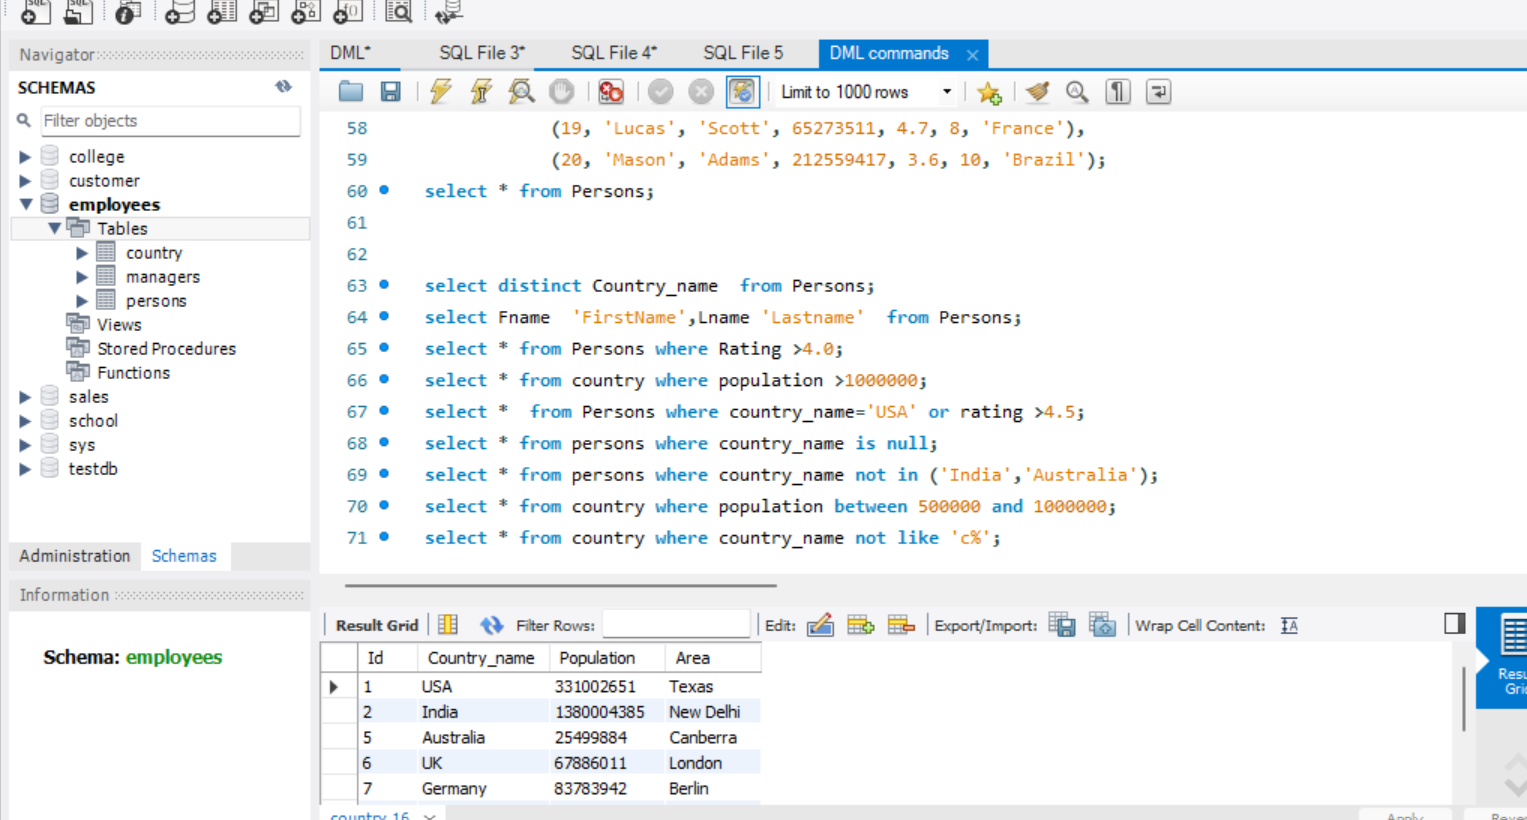 DML* SQL File 3* SQL File 4* SQL File 5 DML commands
Navigator
SCHEMAS
Filter objects
college
customer
employees
Tables
country
managers
persons
Views
Stored Procedures
Functions
sales
school
sys
testdb
Administration Schemas
Information
Schema: employees
Limit to 1000 rows
58 (19, 'Lucas', 'Scott', 65273511, 4.7, 8, 'France'),
59 (20, 'Mason', 'Adams', 212559417, 3.6, 10, 'Brazil');
60 select * from Persons;
61
62
63 select distinct Country_name from Persons;
64 select Fname 'FirstName',Lname 'Lastname' from Persons;
65 select * from Persons where Rating >4.0;
66 select * from country where population >1000000;
67 select * from Persons where country_name='USA' or rating >4.5;
68 select * from persons where country_name is null;
69 select * from persons where country_name not in ('India','Australia');
70 select * from country where population between 500000 and 1000000;
71 select * from country where country_name not like 'c%';
Result Grid Filter Rows: Edit: Export/Import: Wrap Cell Content:
Id Country_name Population Area
1 USA 331002651 Texas
2 India 1380004385 New Delhi
5 Australia 25499884 Canberra
6 UK 67886011 London
7 Germany 83783942 Berlin
country 16
Apply